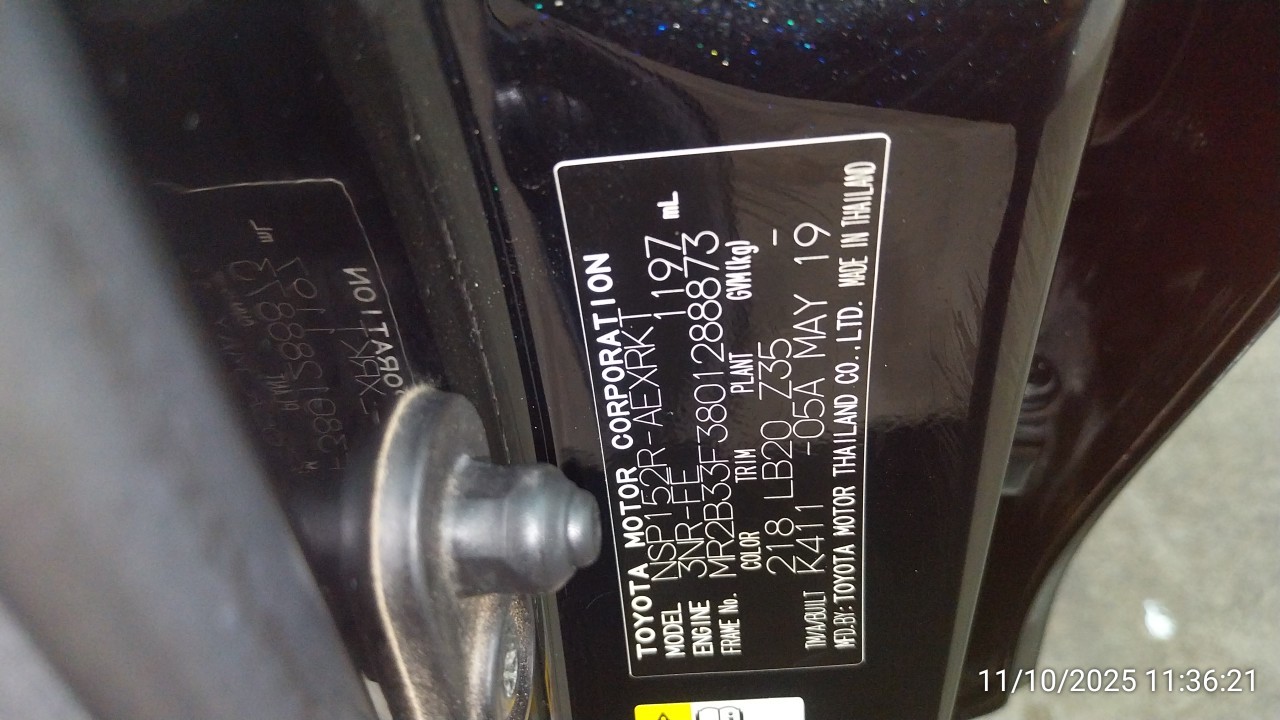 TOYOTA MOTOR CORPORATION
MODEL NSP152R-AEXRKT
ENGINE 3NR-FE 1197 mL
FRAME No. MR2B33F3801288873
COLOR TRIM PLANT GVM(kg)
218 LB20 Z35 -
TM/A/BUILT K411 -05A MAY 19
MFD.BY:TOYOTA MOTOR THAILAND CO.,LTD. MADE IN THAILAND
11/10/2025 11:36:21